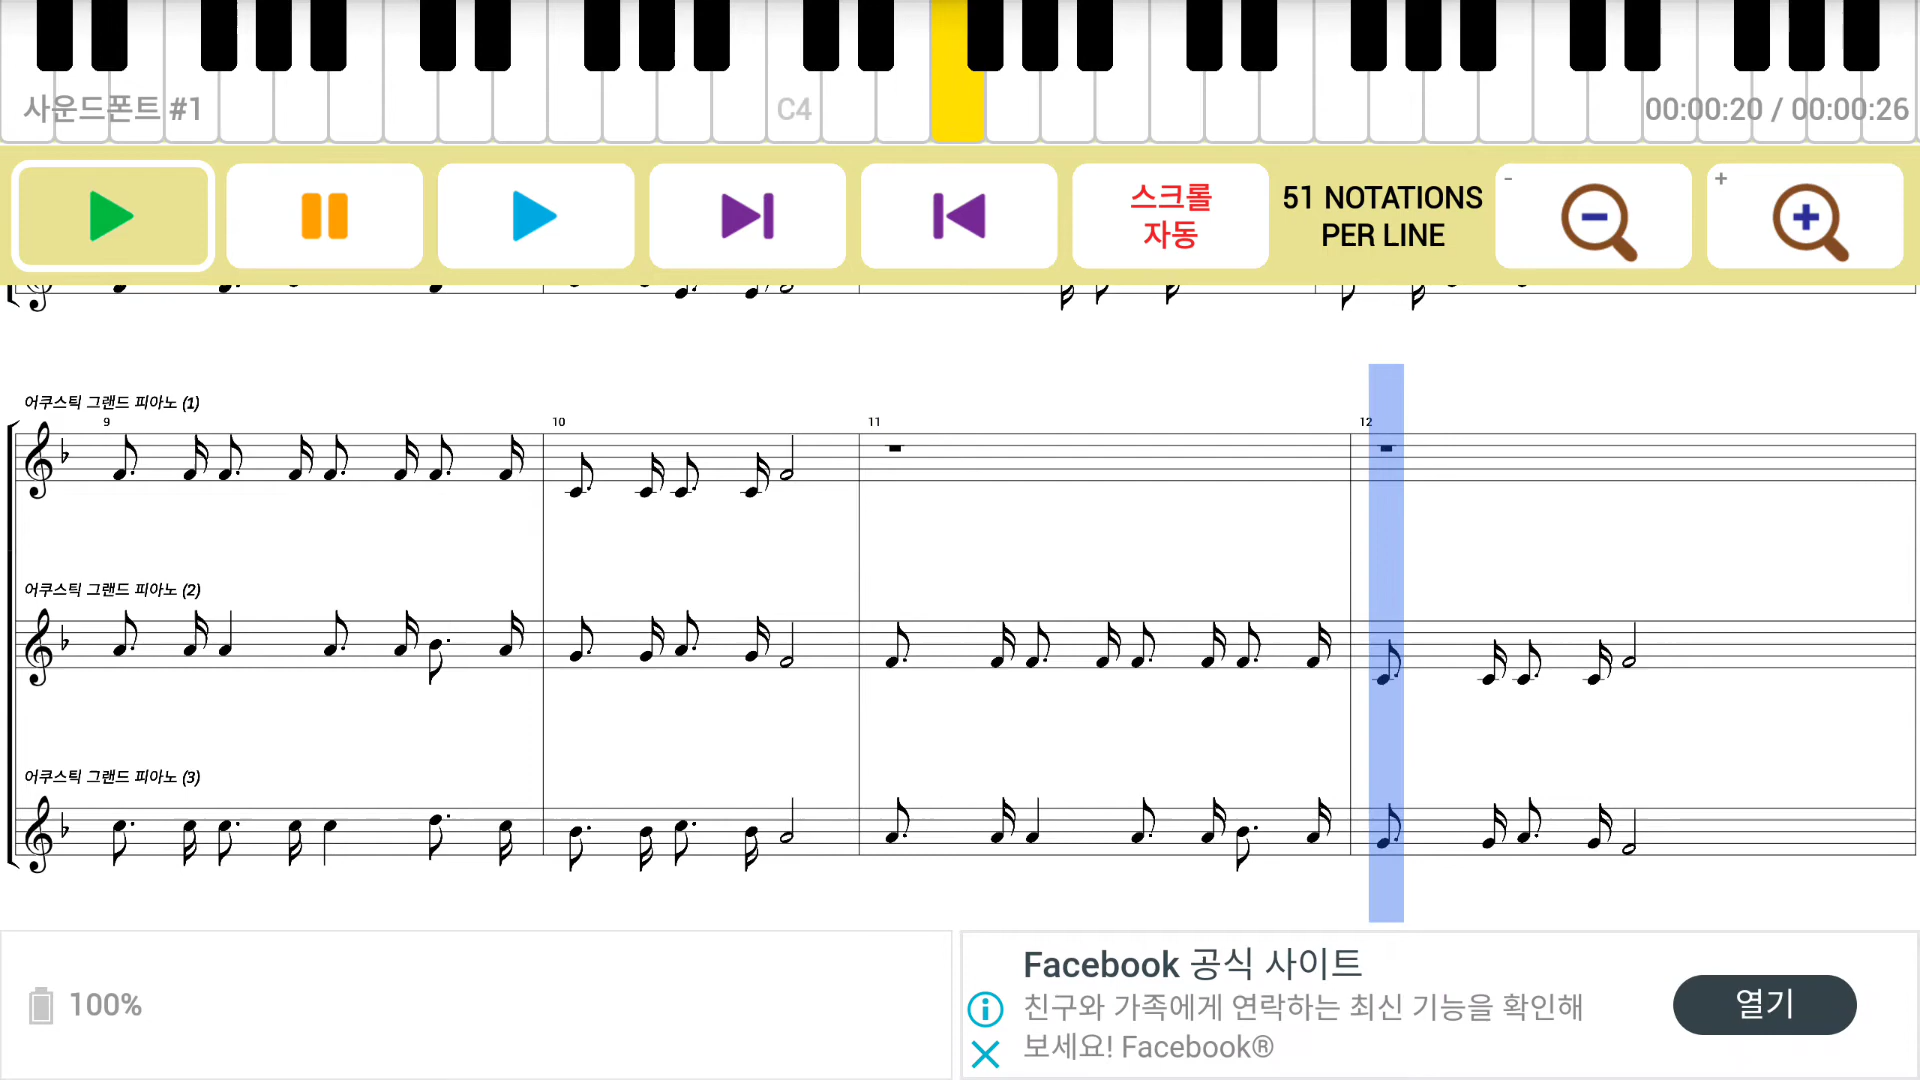 사운드폰트 #1
C4
00:00:20 / 00:00:26
스크롤
자동
51 NOTATIONS
PER LINE
-
+
어쿠스틱 그랜드 피아노 (1)
9
10
11
12
어쿠스틱 그랜드 피아노 (2)
어쿠스틱 그랜드 피아노 (3)
100%
Facebook 공식 사이트
친구와 가족에게 연락하는 최신 기능을 확인해
보세요! Facebook®
열기